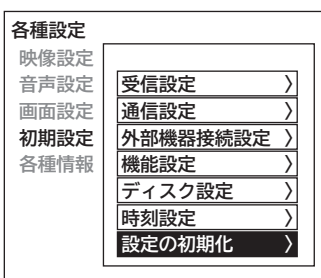 各種設定
映像設定
音声設定
画面設定
初期設定
各種情報
受信設定 〉
通信設定 〉
外部機器接続設定 〉
機能設定 〉
ディスク設定 〉
時刻設定 〉
設定の初期化 〉